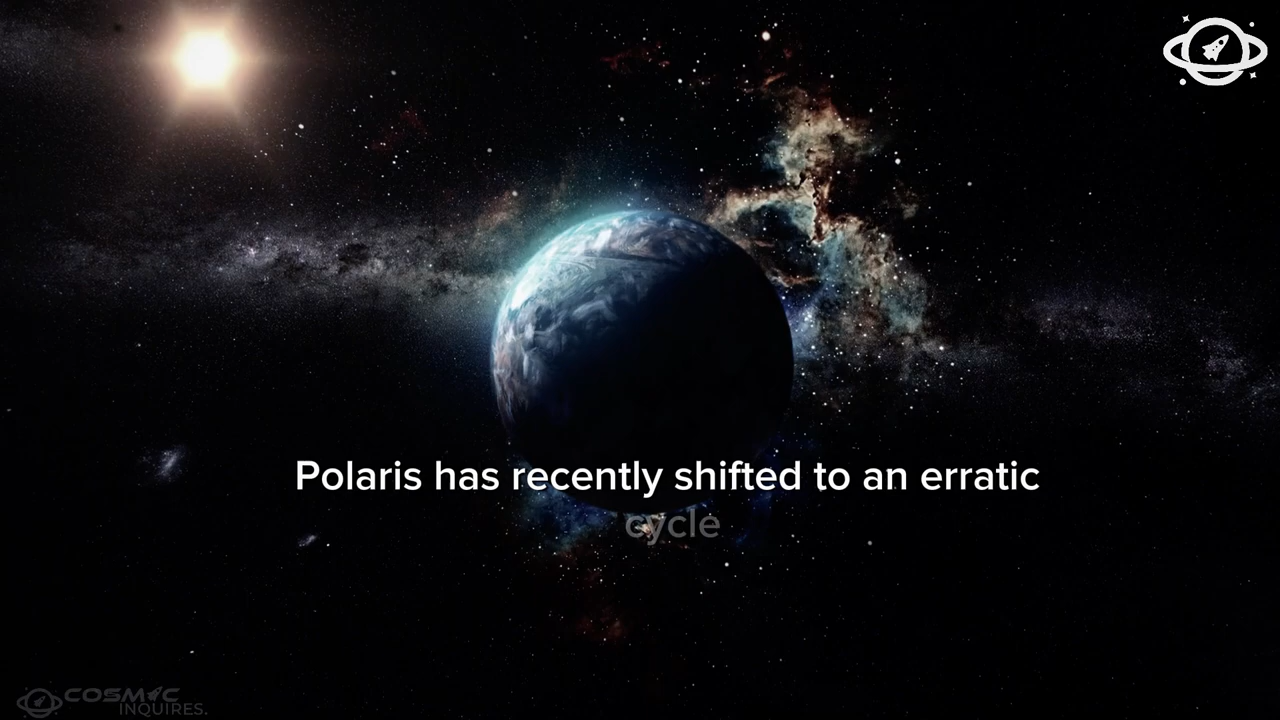 Polaris has recently shifted to an erratic
cycle
COSMIC
INQUIRES.